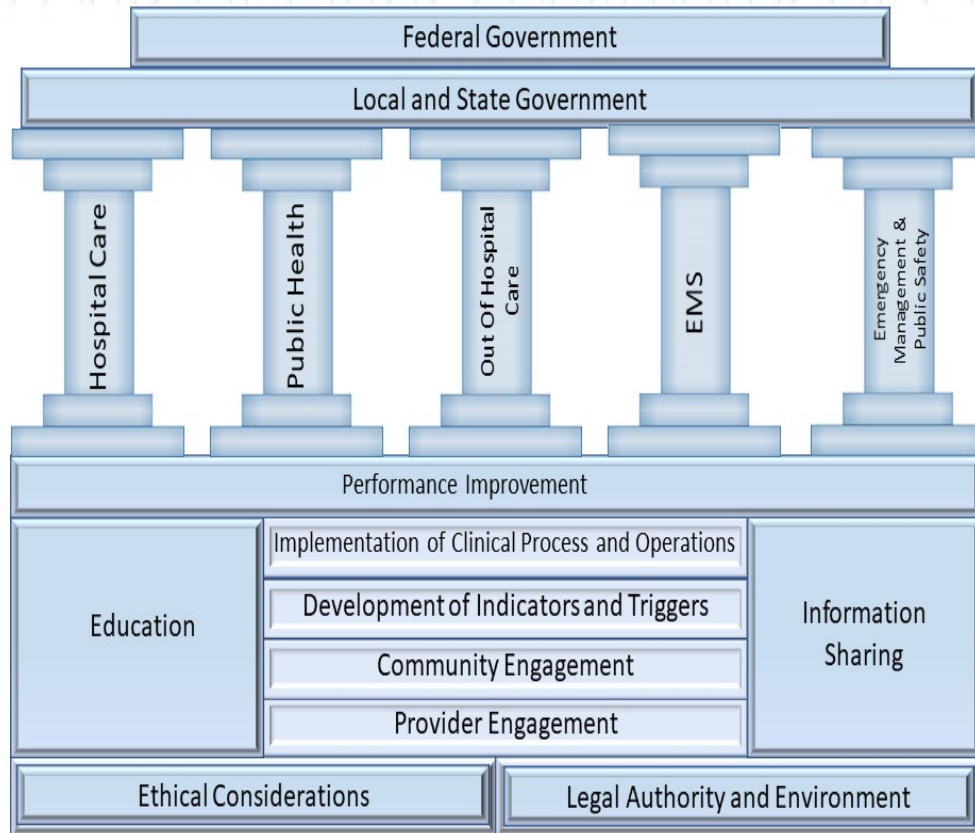 Federal Government
Local and State Government
Hospital Care
Public Health
Out Of Hospital
Care
EMS
Emergency
Management &
Public Safety
Performance Improvement
Education
Implementation of Clinical Process and Operations
Development of Indicators and Triggers
Community Engagement
Provider Engagement
Information
Sharing
Ethical Considerations
Legal Authority and Environment